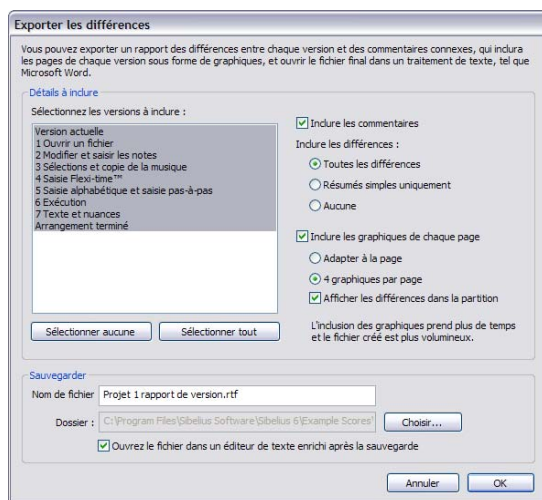 Exporter les différences
Vous pouvez exporter un rapport des différences entre chaque version et des commentaires connexes, qui inclura
les pages de chaque version sous forme de graphiques, et ouvrir le fichier final dans un traitement de texte, tel que
Microsoft Word.
Détails à inclure
Sélectionnez les versions à inclure :
Version actuelle
1 Ouvrir un fichier
2 Modifier et saisir les notes
3 Sélections et copie de la musique
4 Saisie Flexi-time™
5 Saisie alphabétique et saisie pas-à-pas
6 Exécution
7 Texte et nuances
Arrangement terminé
Sélectionner aucune
Sélectionner tout
Inclure les commentaires
Inclure les différences :
Toutes les différences
Résumés simples uniquement
Aucune
Inclure les graphiques de chaque page
Adapter à la page
4 graphiques par page
Afficher les différences dans la partition
L'inclusion des graphiques prend plus de temps
et le fichier créé est plus volumineux.
Sauvegarder
Nom de fichier Projet 1 rapport de version.rtf
Dossier : C:\Program Files\Sibelius Software\Sibelius 6\Example Scores\ Choisir...
Ouvrez le fichier dans un éditeur de texte enrichi après la sauvegarde
Annuler OK